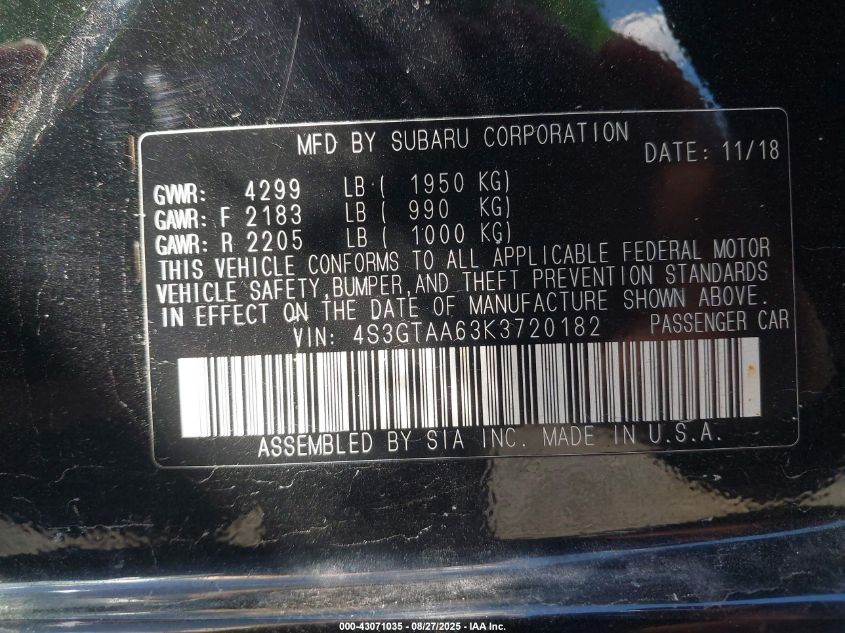 MFD BY SUBARU CORPORATION
DATE: 11/18
GVWR: 4299 LB ( 1950 KG)
GAWR: F 2183 LB ( 990 KG)
GAWR: R 2205 LB ( 1000 KG)
THIS VEHICLE CONFORMS TO ALL APPLICABLE FEDERAL MOTOR
VEHICLE SAFETY,BUMPER,AND THEFT PREVENTION STANDARDS
IN EFFECT ON THE DATE OF MANUFACTURE SHOWN ABOVE.
VIN: 4S3GTAA63K3720182 PASSENGER CAR
ASSEMBLED BY SIA INC. MADE IN U.S.A.
000-43071035 - 08/27/2025 - IAA Inc.